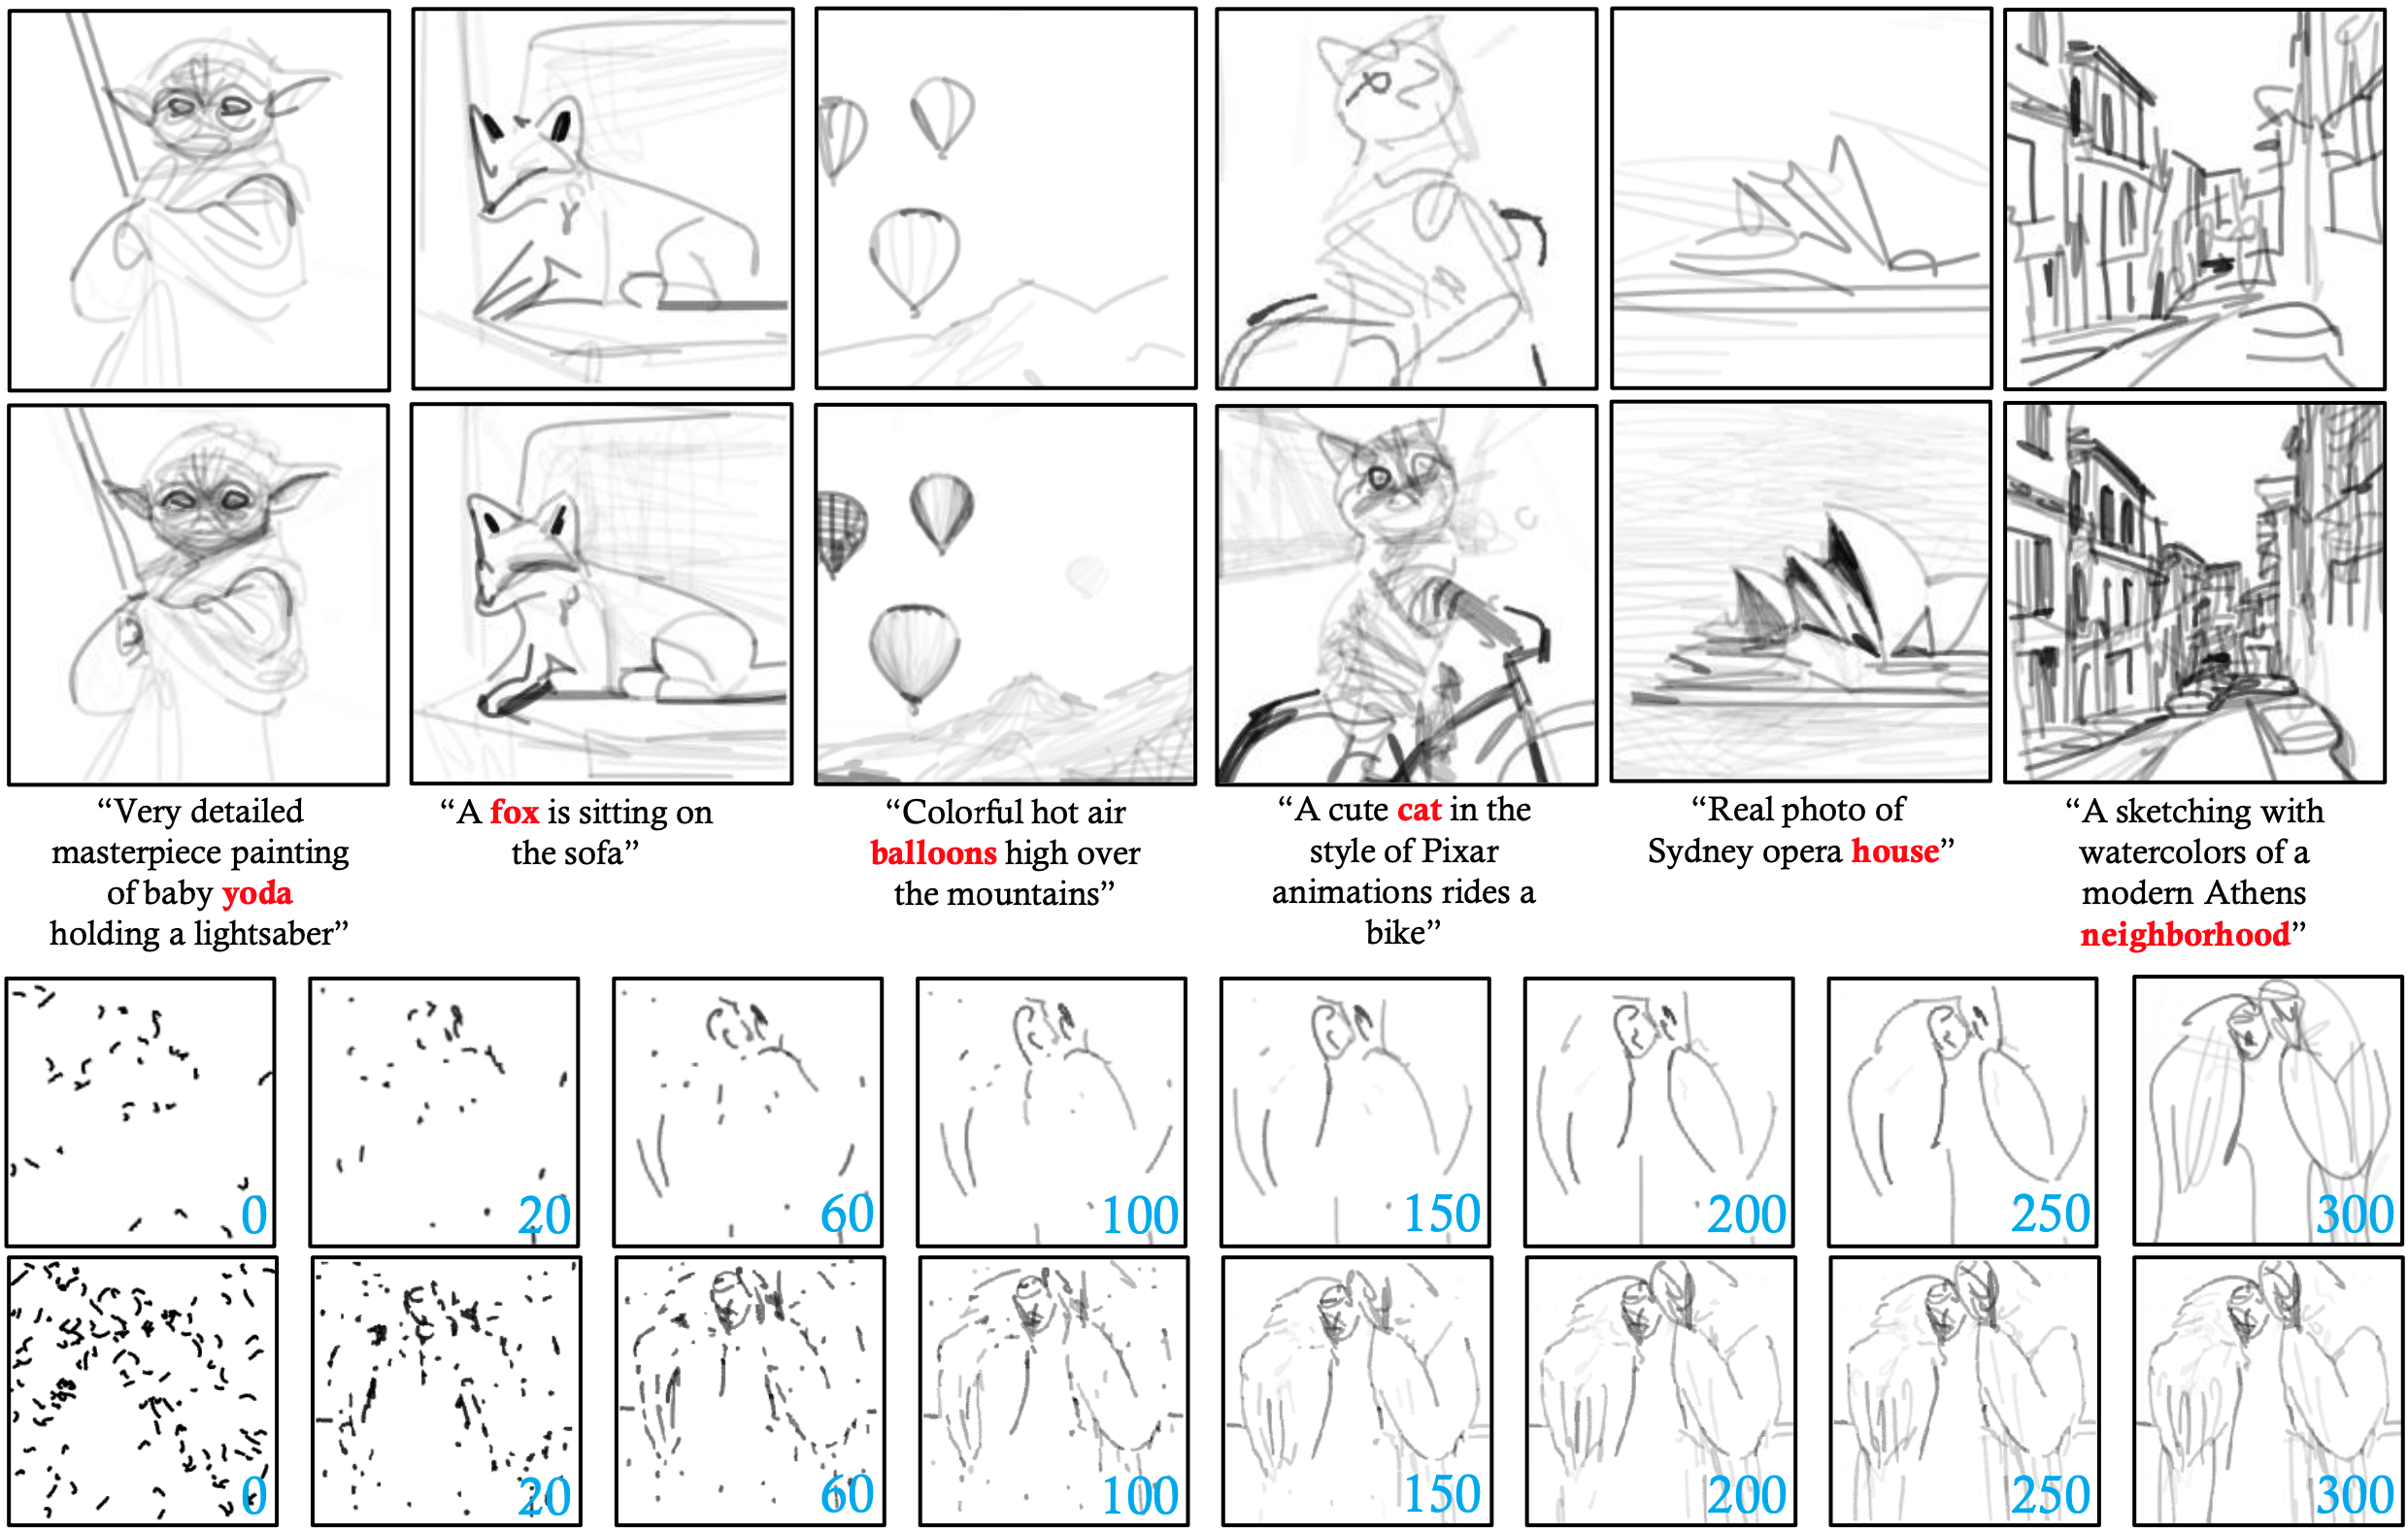 “Very detailed
masterpiece painting
of baby yoda
holding a lightsaber”
“A fox is sitting on
the sofa”
“Colorful hot air
balloons high over
the mountains”
“A cute cat in the
style of Pixar
animations rides a
bike”
“Real photo of
Sydney opera house”
“A sketching with
watercolors of a
modern Athens
neighborhood”
0 20 60 100 150 200 250 300
0 20 60 100 150 200 250 300